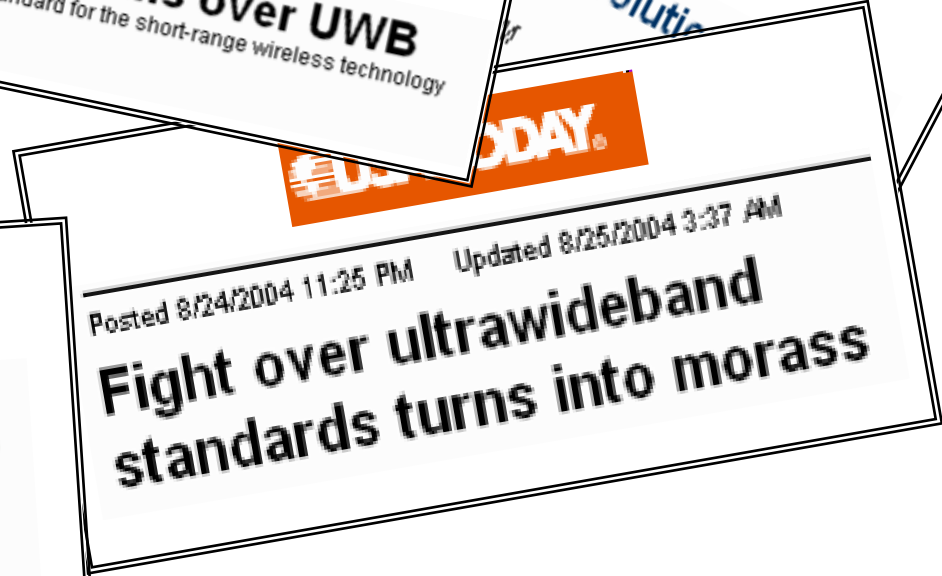 over UWB
for the short-range wireless technology
TODAY.
Posted 8/24/2004 11:25 PM Updated 8/25/2004 3:37 AM
Fight over ultrawideband
standards turns into morass